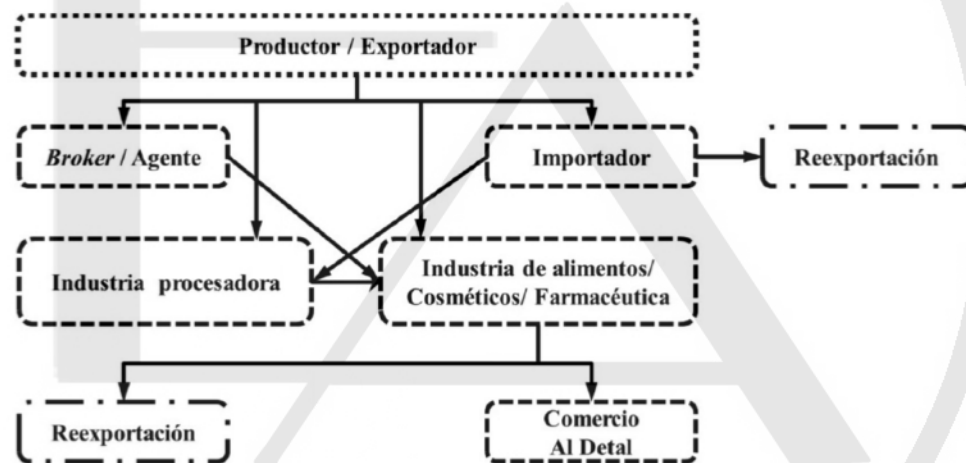 Productor / Exportador
Broker / Agente
Importador
Reexportación
Industria procesadora
Industria de alimentos/
Cosméticos/ Farmacéutica
Reexportación
Comercio
Al Detal